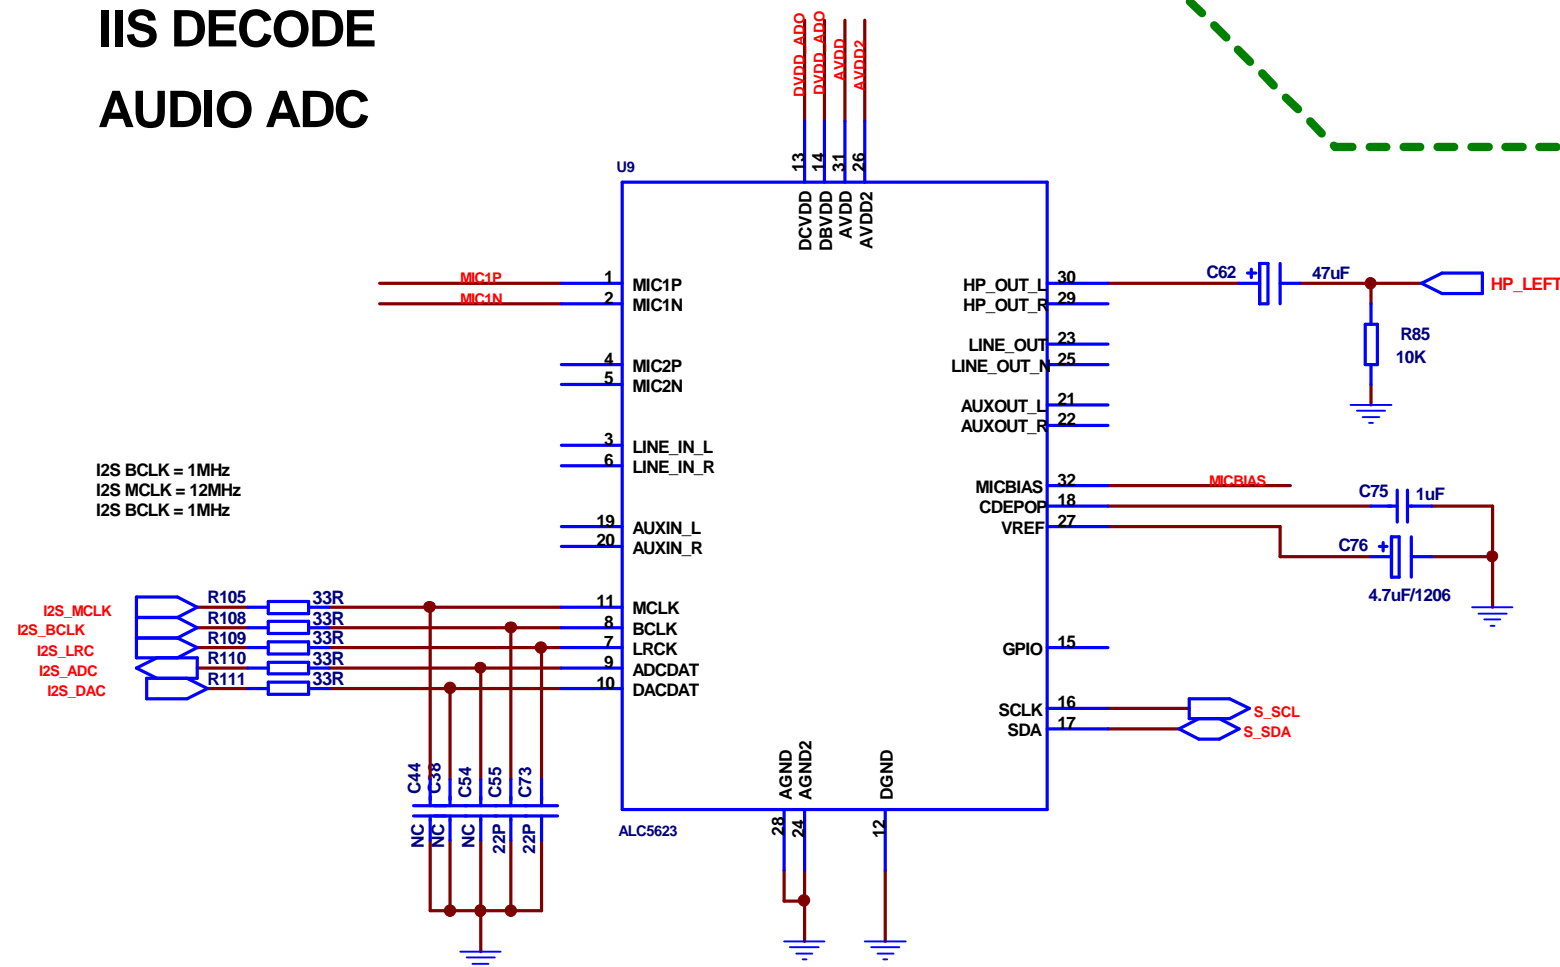 IIS DECODE
AUDIO ADC
DVDD_ADO
DVDD_ADO
AVDD
AVDD2
13
14
31
26
U9
DCVDD
DBVDD
AVDD
AVDD2
MIC1P
1
MIC1P
MIC1N
2
MIC1N
4
MIC2P
5
MIC2N
3
LINE_IN_L
6
LINE_IN_R
19
AUXIN_L
20
AUXIN_R
I2S BCLK = 1MHz
I2S MCLK = 12MHz
I2S BCLK = 1MHz
I2S_MCLK
R105
33R
11
MCLK
I2S_BCLK
R108
33R
8
BCLK
I2S_LRC
R109
33R
7
LRCK
I2S_ADC
R110
33R
9
ADCDAT
I2S_DAC
R111
33R
10
DACDAT
HP_OUT_L
30
C62
+
47uF
HP_LEFT
HP_OUT_R
29
R85
10K
LINE_OUT
23
LINE_OUT_N
25
AUXOUT_L
21
AUXOUT_R
22
MICBIAS
32
MICBIAS
CDEPOP
18
C75
1uF
VREF
27
C76
+
4.7uF/1206
GPIO
15
SCLK
16
S_SCL
SDA
17
S_SDA
C44
C38
C54
C55
C73
NC
NC
NC
22P
22P
AGND
AGND2
DGND
28
24
12
ALC5623